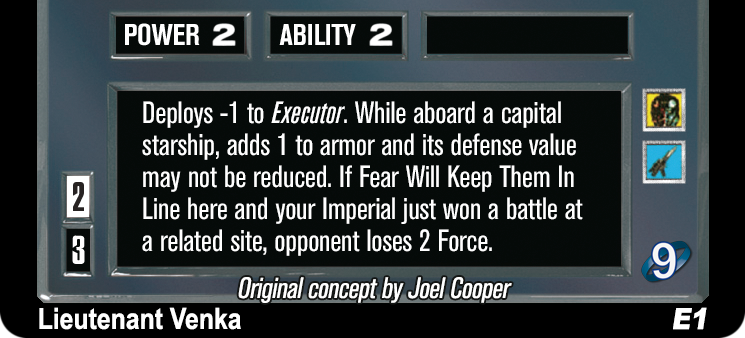 POWER 2 ABILITY 2
Deploys -1 to Executor. While aboard a capital
starship, adds 1 to armor and its defense value
may not be reduced. If Fear Will Keep Them In
Line here and your Imperial just won a battle at
a related site, opponent loses 2 Force.
2
3
9
Original concept by Joel Cooper
Lieutenant Venka E1